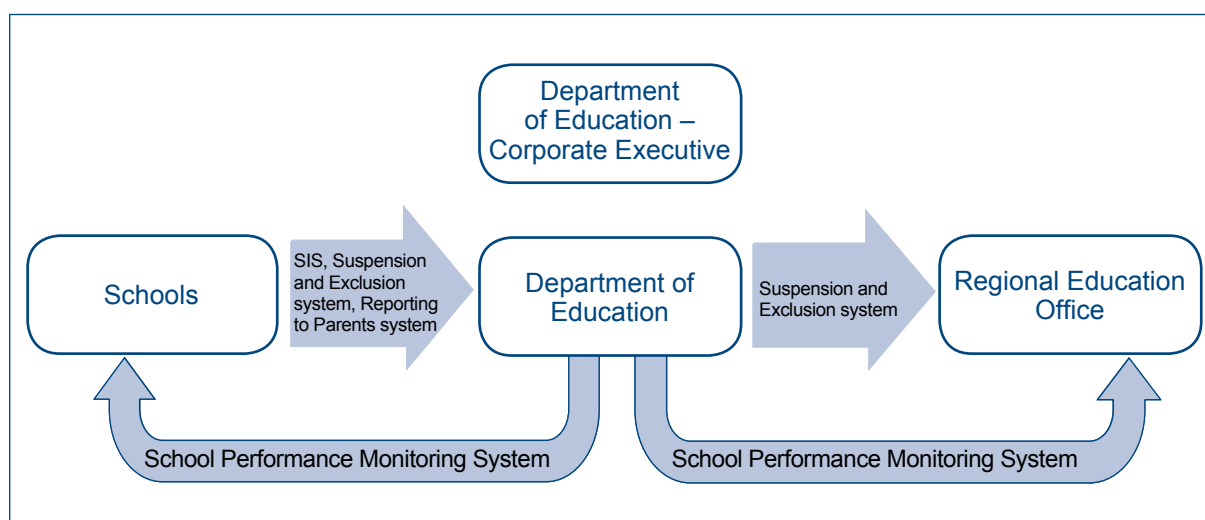 Department
of Education –
Corporate Executive
Schools
SIS, Suspension
and Exclusion
system, Reporting
to Parents system
Department of
Education
Suspension and
Exclusion system
Regional Education
Office
School Performance Monitoring System
School Performance Monitoring System